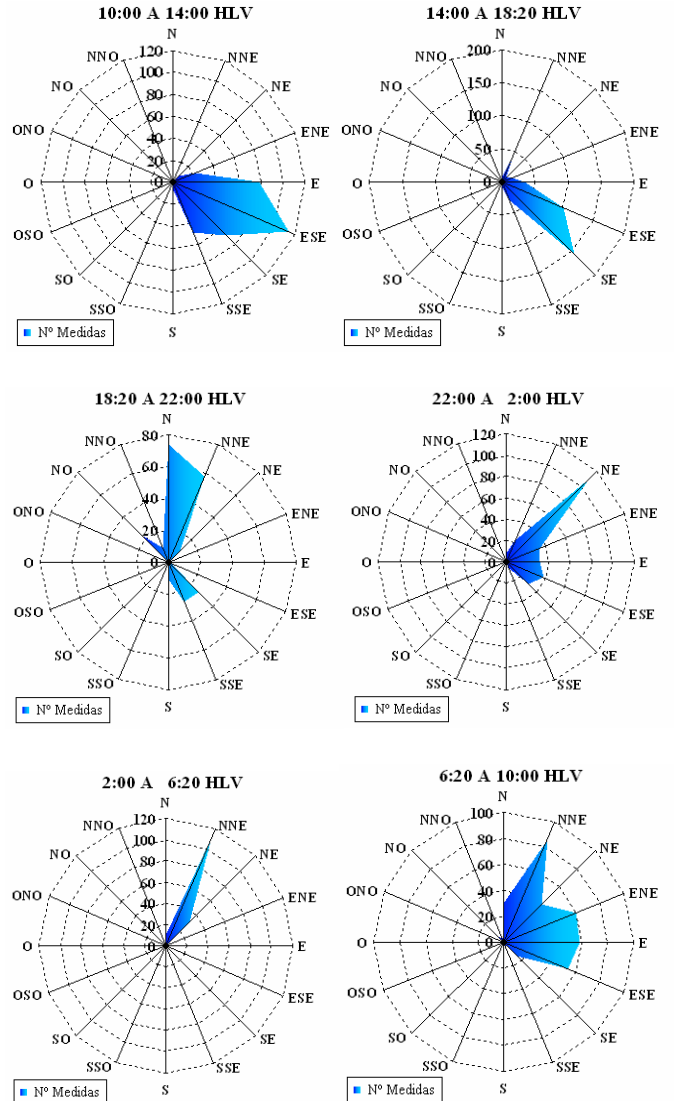 10:00 A 14:00 HLV
N
120
NNO
NNE
100
NO
NE
80
60
ONO
ENE
40
20
O
0
E
OSO
ESE
SO
SE
SSO
SSE
S
Nº Medidas
14:00 A 18:20 HLV
N
200
NNO
NNE
150
NO
NE
100
ONO
ENE
50
O
0
E
OSO
ESE
SO
SE
SSO
SSE
S
Nº Medidas
18:20 A 22:00 HLV
N
80
NNO
NNE
60
NO
NE
40
ONO
ENE
20
O
0
E
OSO
ESE
SO
SE
SSO
SSE
S
Nº Medidas
22:00 A 2:00 HLV
N
120
NNO
NNE
100
NO
NE
80
60
ONO
ENE
40
20
O
0
E
OSO
ESE
SO
SE
SSO
SSE
S
Nº Medidas
2:00 A 6:20 HLV
N
120
NNO
NNE
100
NO
NE
80
60
ONO
ENE
40
20
O
0
E
OSO
ESE
SO
SE
SSO
SSE
S
Nº Medidas
6:20 A 10:00 HLV
N
100
NNO
NNE
80
NO
NE
60
ONO
ENE
40
20
O
0
E
OSO
ESE
SO
SE
SSO
SSE
S
Nº Medidas